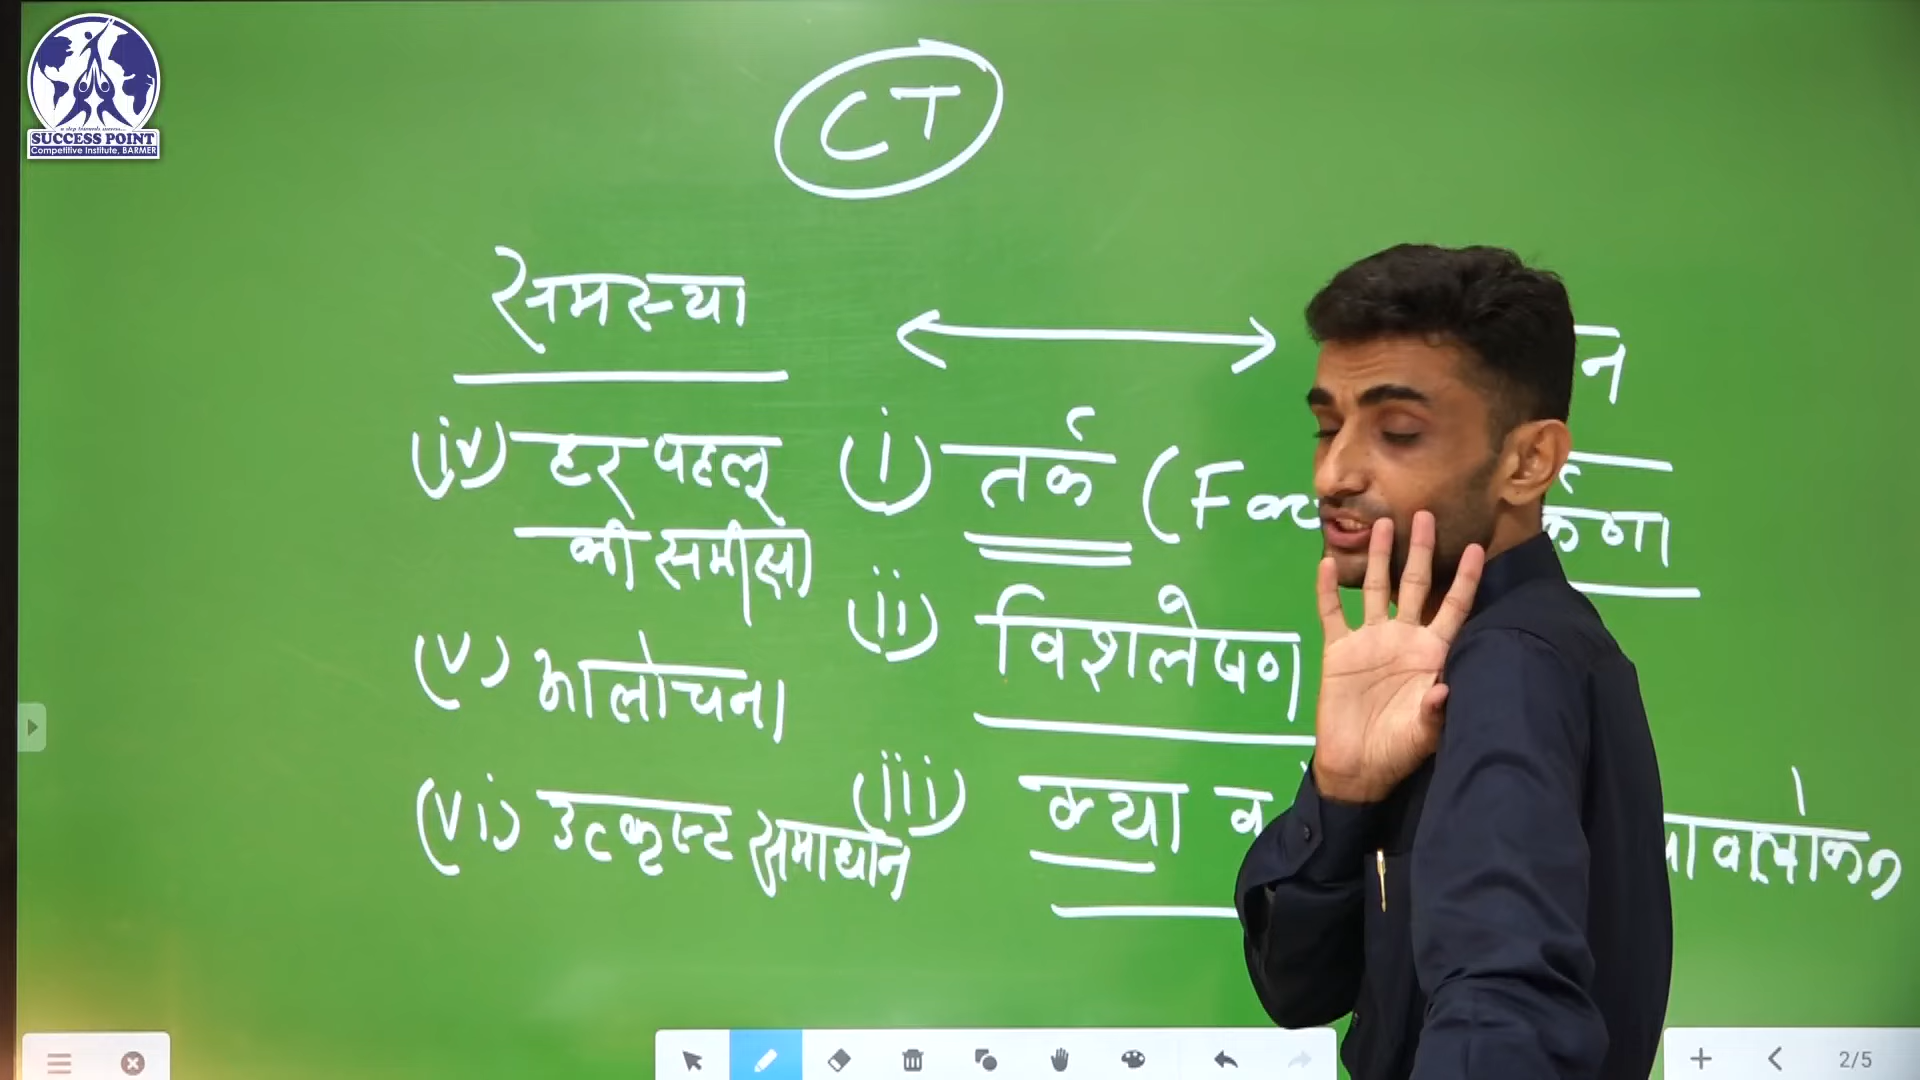 SUCCESS POINT
Competitive Institute, BARMER
CT
समस्या
न
(iv) हर पहलू
की समीक्षा
(i) तर्क (
(ii) विशलेषण
(v) आलोचना
(vi) उत्कृस्ट समाधान
(iii) क्या
2/5